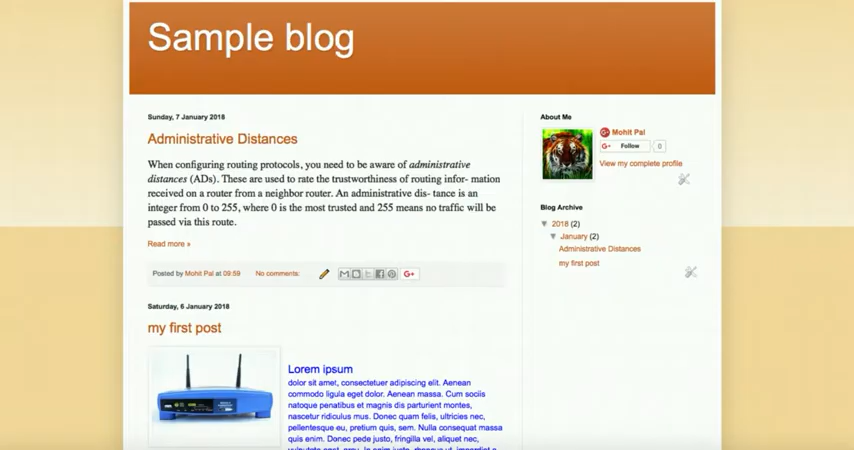 Sample blog
Sunday, 7 January 2018
Administrative Distances
When configuring routing protocols, you need to be aware of administrative
distances (ADs). These are used to rate the trustworthiness of routing infor- mation
received on a router from a neighbor router. An administrative dis- tance is an
integer from 0 to 255, where 0 is the most trusted and 255 means no traffic will be
passed via this route.
Read more »
Posted by Mohit Pal at 09:59 No comments:
G+
Saturday, 6 January 2018
my first post
Lorem ipsum
dolor sit amet, consectetuer adipiscing elit. Aenean
commodo ligula eget dolor. Aenean massa. Cum sociis
natoque penatibus et magnis dis parturient montes,
nascetur ridiculus mus. Donec quam felis, ultricies nec,
pellentesque eu, pretium quis, sem. Nulla consequat massa
quis enim. Donec pede justo, fringilla vel, aliquet nec,
About Me
Mohit Pal
G+ Follow 0
View my complete profile
Blog Archive
▼ 2018 (2)
▼ January (2)
Administrative Distances
my first post